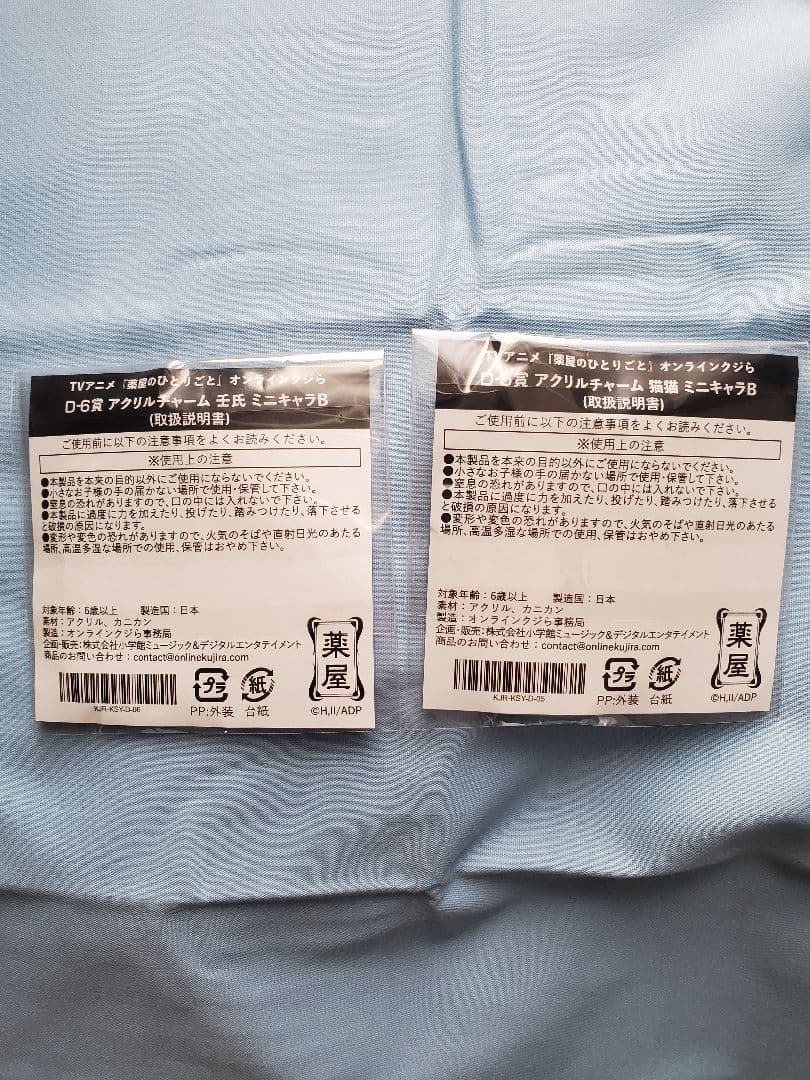 TVアニメ『薬屋のひとりごと』オンラインクジら
D-6賞 アクリルチャーム 壬氏 ミニキャラB
(取扱説明書)
ご使用前に以下の注意事項をよくお読みください。
※使用上の注意
●本製品を本来の目的以外にご使用にならないでください。
●小さなお子様の手の届かない場所で使用・保管して下さい。
●窒息の恐れがありますので、口の中には入れないで下さい。
●本製品に過度に力を加えたり、投げたり、踏みつけたり、落下させる
と破損の原因になります。
●変形や変色の恐れがありますので、火気のそばや直射日光のあたる
場所、高温多湿な場所での使用、保管はおやめ下さい。
対象年齢:6歳以上 製造国:日本
素材:アクリル、カニカン
製造:オンラインクジら事務局
企画・販売:株式会社小学館ミュージック&デジタルエンタテイメント
商品のお問い合わせ:contact@onlinekujira.com
KJR-KSY-D-06
プラ
PP:外装
紙
台紙
薬屋
©H,II/ADP
TVアニメ『薬屋のひとりごと』オンラインクジら
D-6賞 アクリルチャーム 猫猫 ミニキャラB
(取扱説明書)
ご使用前に以下の注意事項をよくお読みください。
※使用上の注意
●本製品を本来の目的以外にご使用にならないでください。
●小さなお子様の手の届かない場所で使用・保管して下さい。
●窒息の恐れがありますので、口の中には入れないで下さい。
●本製品に過度に力を加えたり、投げたり、踏みつけたり、落下させる
と破損の原因になります。
●変形や変色の恐れがありますので、火気のそばや直射日光のあたる
場所、高温多湿な場所での使用、保管はおやめ下さい。
対象年齢:6歳以上 製造国:日本
素材:アクリル、カニカン
製造:オンラインクジら事務局
企画・販売:株式会社小学館ミュージック&デジタルエンタテイメント
商品のお問い合わせ:contact@onlinekujira.com
KJR-KSY-D-05
プラ
PP:外装
紙
台紙
薬屋
©H,II/ADP